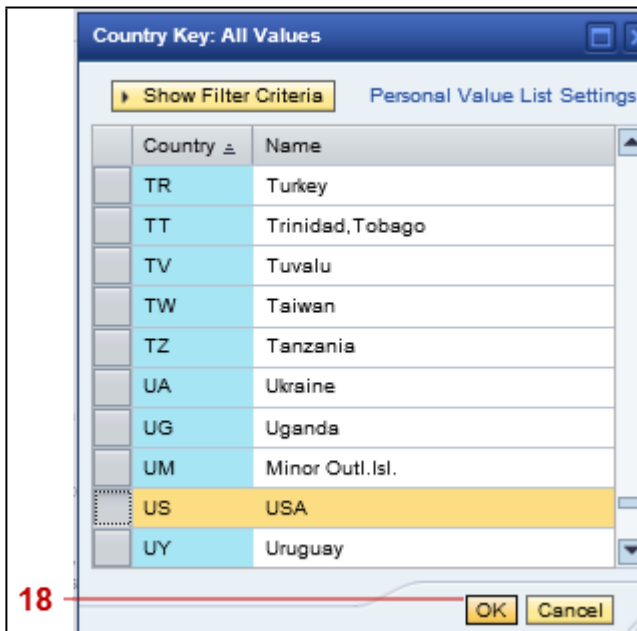 Country Key: All Values
Show Filter Criteria Personal Value List Settings
Country Name
TR Turkey
TT Trinidad,Tobago
TV Tuvalu
TW Taiwan
TZ Tanzania
UA Ukraine
UG Uganda
UM Minor Outl.Isl.
US USA
UY Uruguay
18 OK Cancel